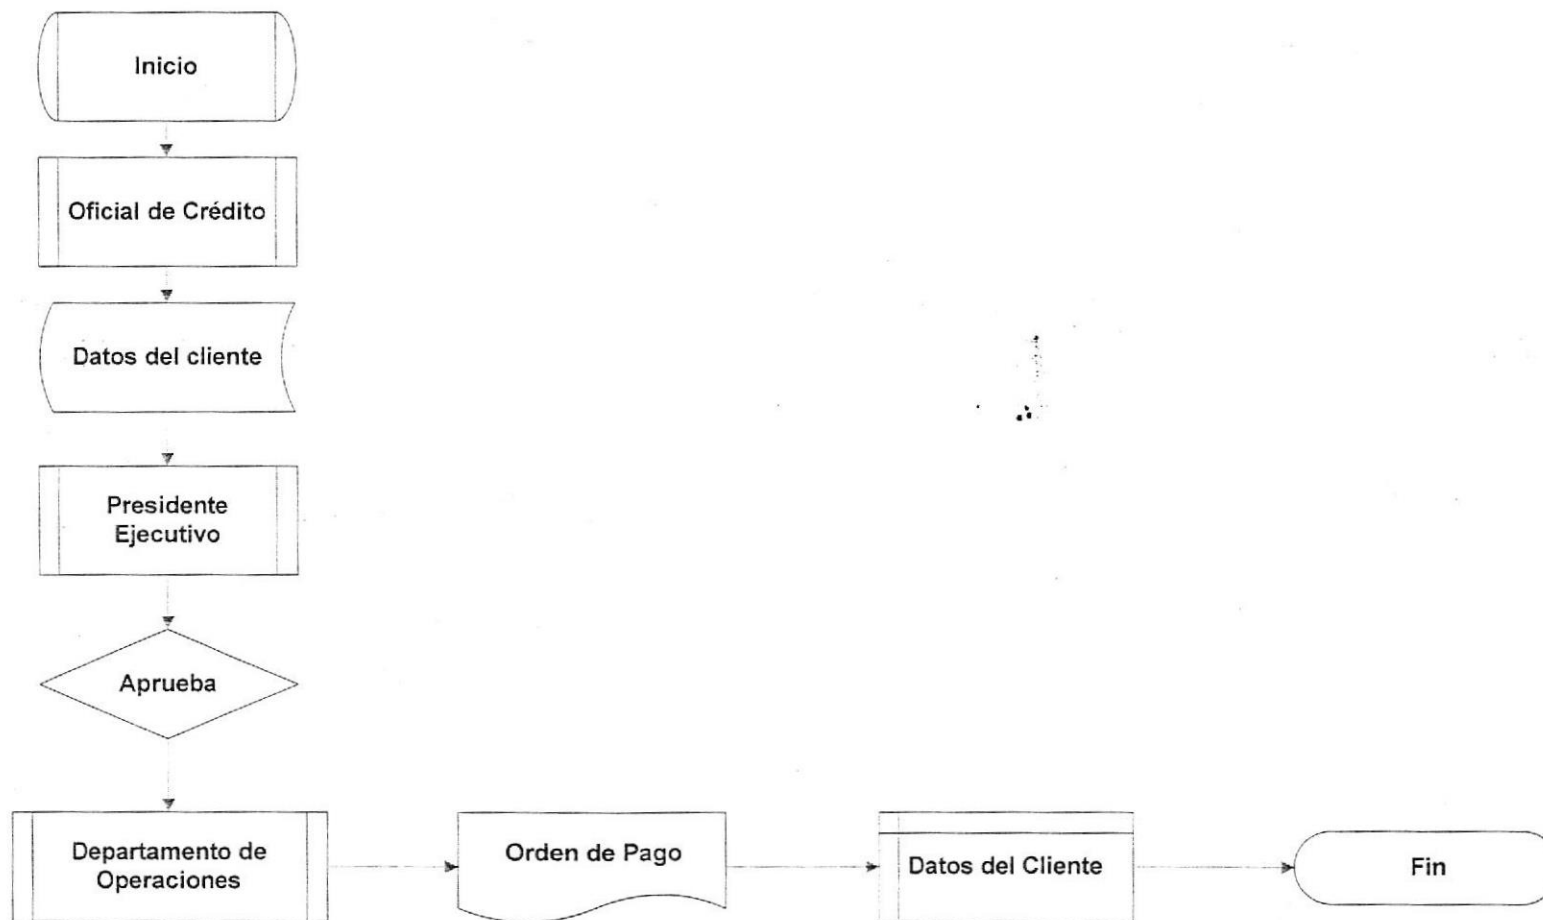 Inicio
Oficial de Crédito
Datos del cliente
Presidente
Ejecutivo
Aprueba
Departamento de
Operaciones
Orden de Pago
Datos del Cliente
Fin